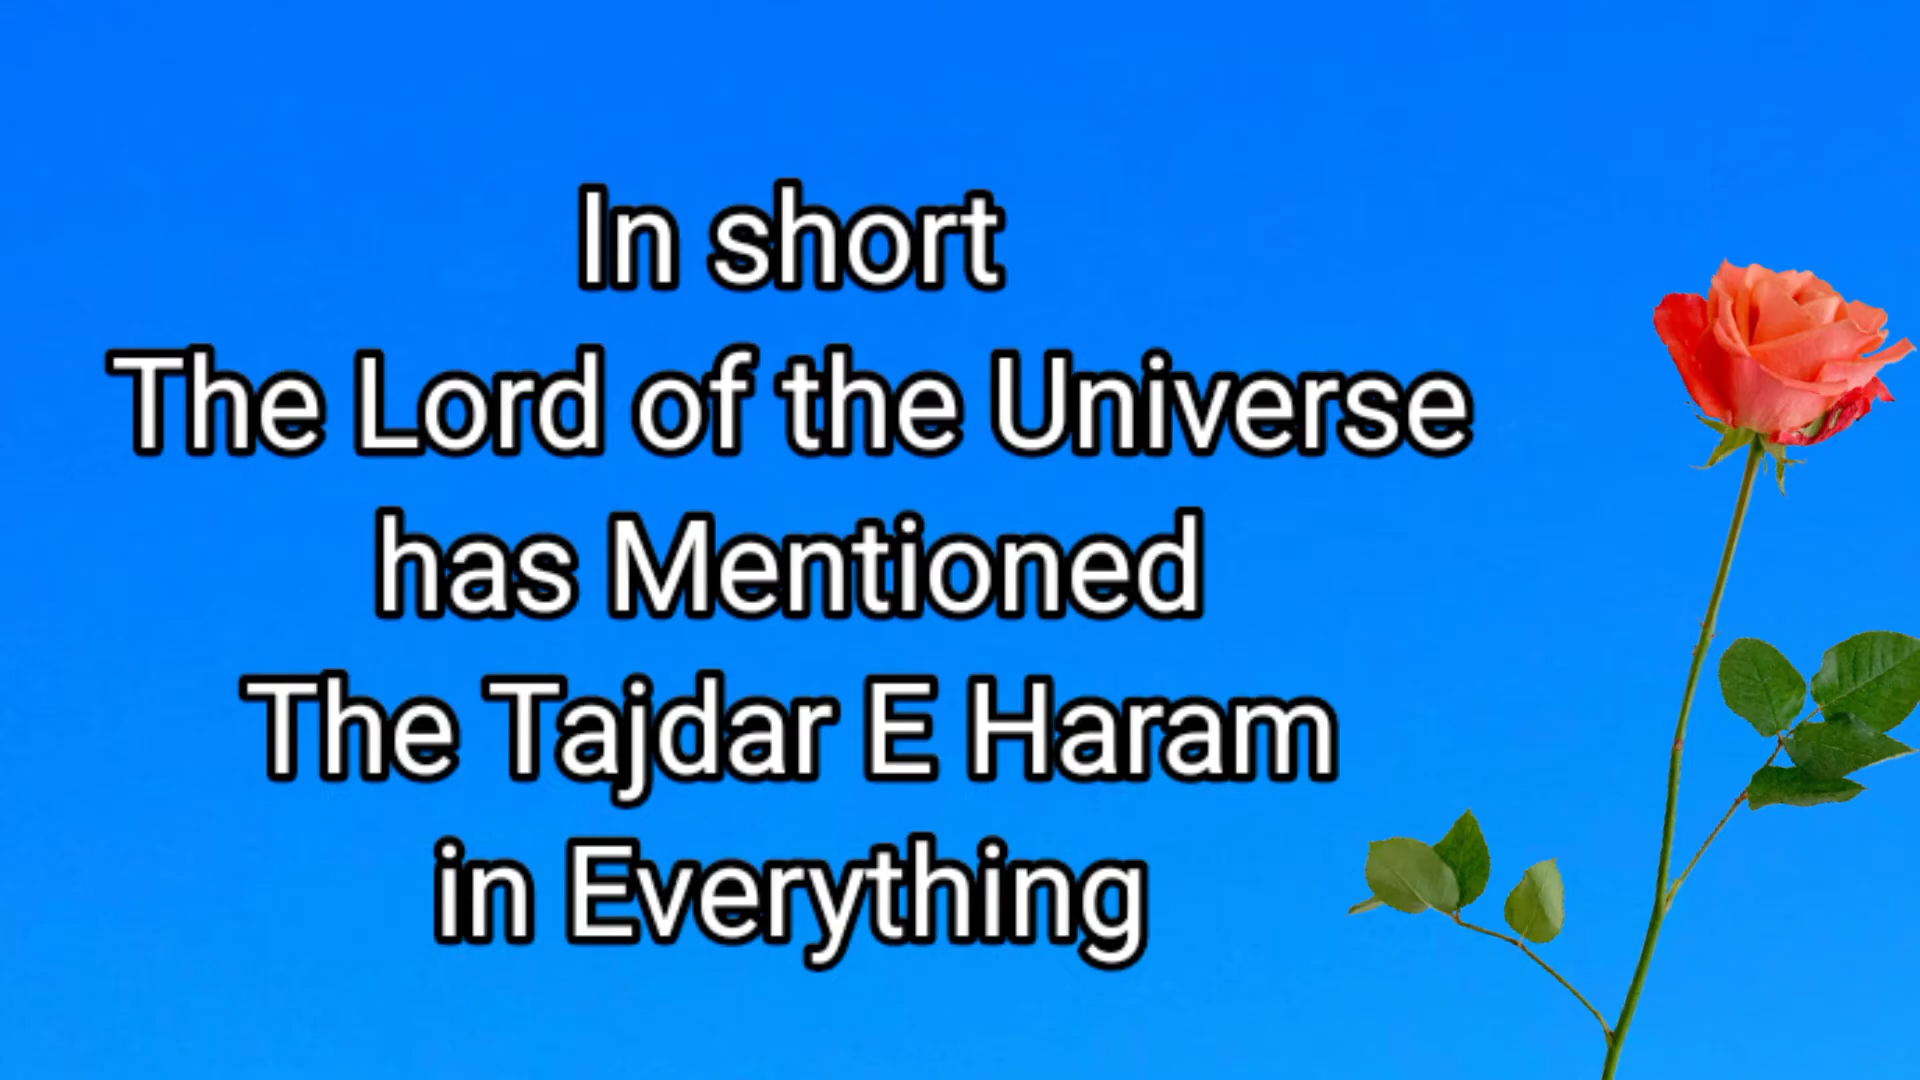 In short
The Lord of the Universe
has Mentioned
The Tajdar E Haram
in Everything